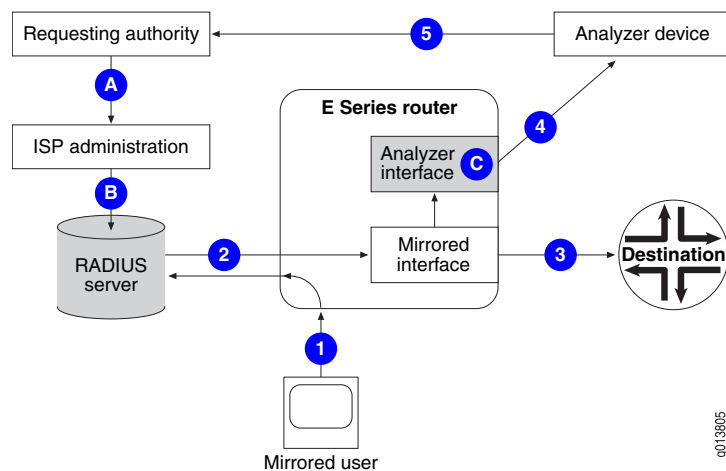 Requesting authority
5
Analyzer device
A
E Series router
4
ISP administration
Analyzer
interface
C
B
RADIUS
server
2
Mirrored
interface
3
Destination
1
Mirrored user
g013805